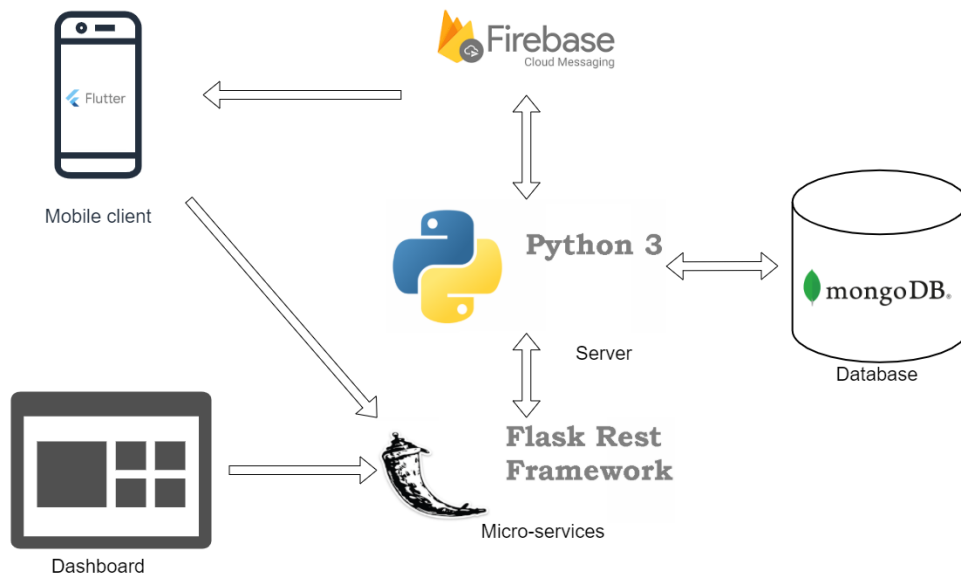 Firebase
Cloud Messaging
Flutter
Mobile client
Python 3
mongoDB®
Server
Database
Flask Rest
Framework
Micro-services
Dashboard